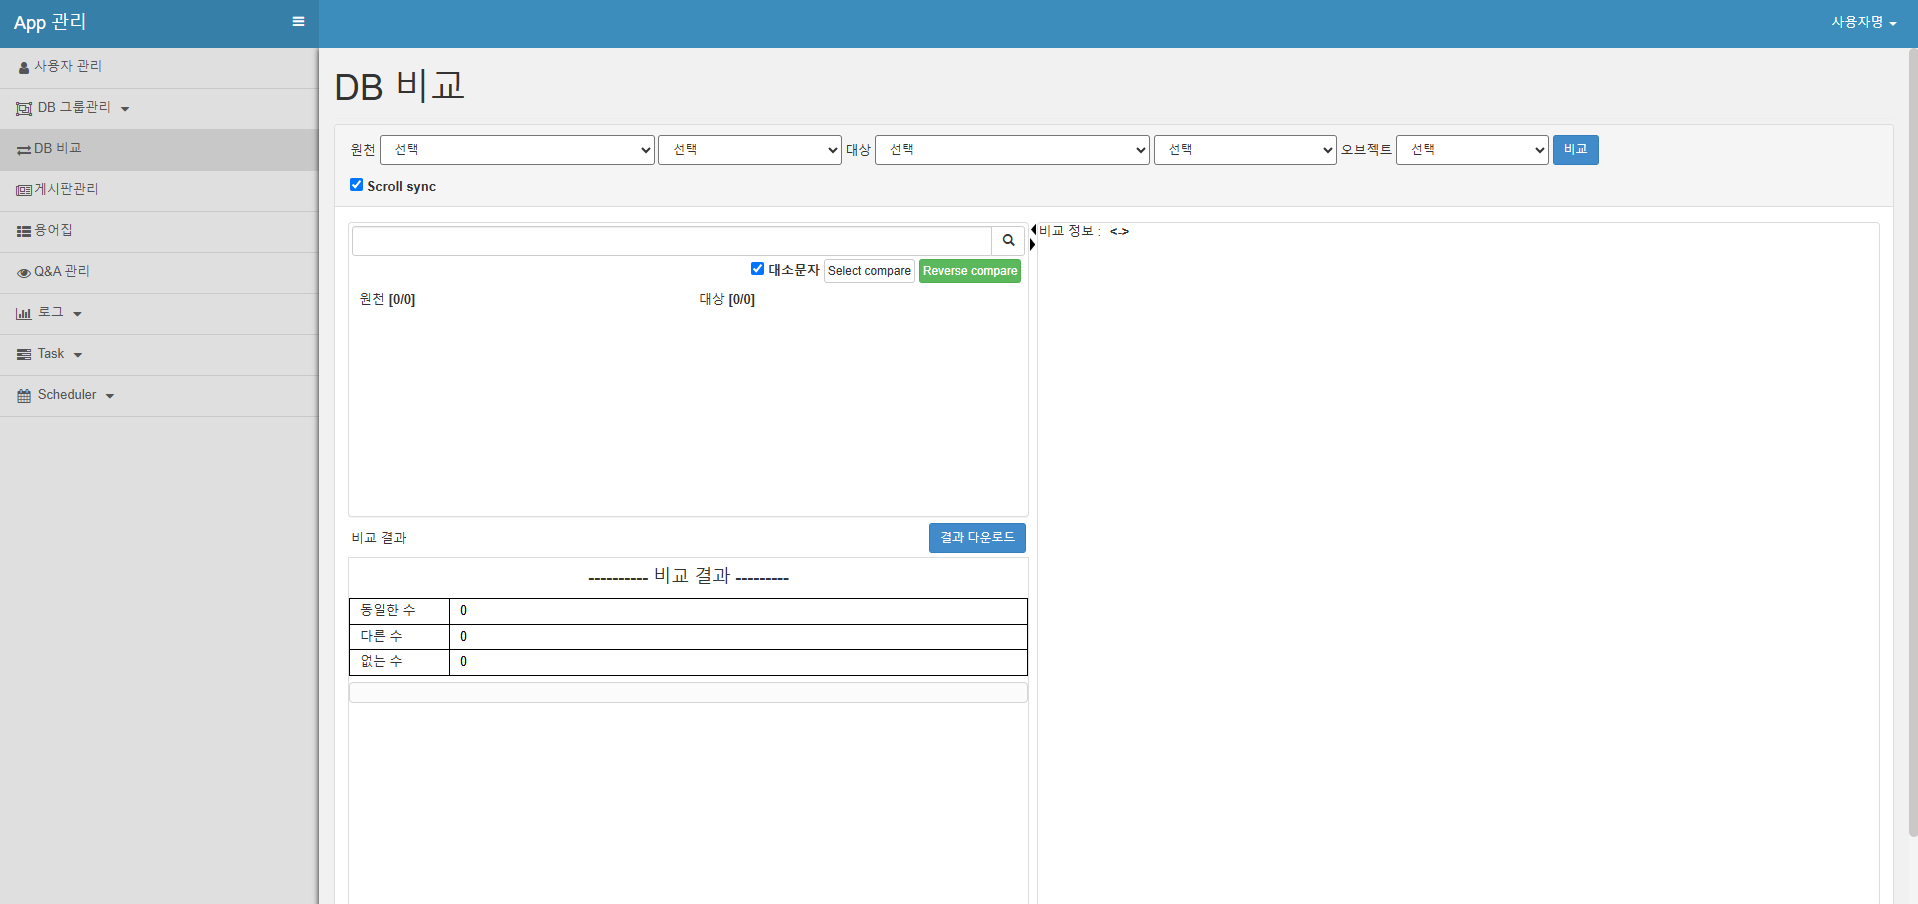 App 관리
사용자명
사용자 관리
DB 그룹관리
DB 비교
게시판관리
용어집
Q&A 관리
로그
Task
Scheduler
DB 비교
원천 선택 선택 대상 선택 선택 오브젝트 선택 비교
Scroll sync
대소문자 Select compare Reverse compare
원천 [0/0] 대상 [0/0]
비교 결과 결과 다운로드
---------- 비교 결과 ---------
동일한 수 0
다른 수 0
없는 수 0
비교 정보 : <->